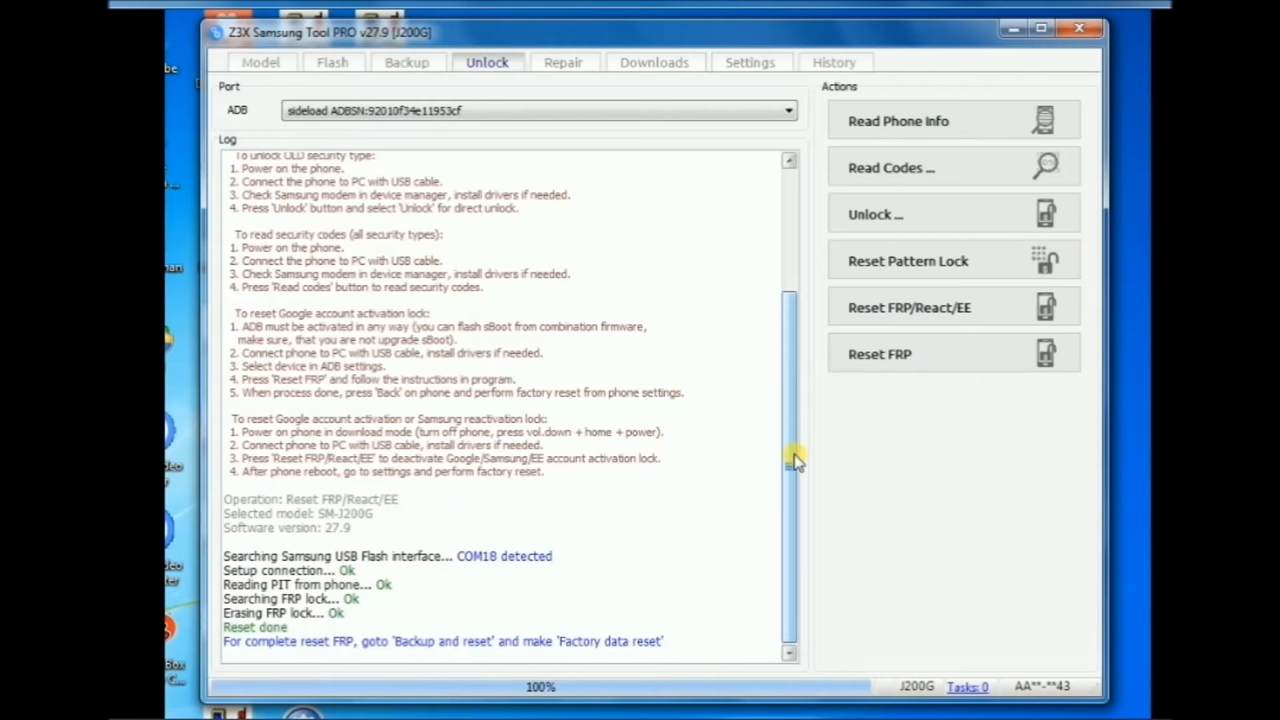 Z3X Samsung Tool PRO v27.9 [J200G]
Model
Flash
Backup
Unlock
Repair
Downloads
Settings
History
Port
ADB
sideload ADBSN:92010f34e11953cf
Log
To unlock OLD security type:
1. Power on the phone.
2. Connect the phone to PC with USB cable.
3. Check Samsung modem in device manager, install drivers if needed.
4. Press 'Unlock' button and select 'Unlock' for direct unlock.
To read security codes (all security types):
1. Power on the phone.
2. Connect the phone to PC with USB cable.
3. Check Samsung modem in device manager, install drivers if needed.
4. Press 'Read codes' button to read security codes.
To reset Google account activation lock:
1. ADB must be activated in any way (you can flash sBoot from combination firmware,
make sure, that you are not upgrade sBoot).
2. Connect phone to PC with USB cable, install drivers if needed.
3. Select device in ADB settings.
4. Press 'Reset FRP' and follow the instructions in program.
5. When process done, press 'Back' on phone and perform factory reset from phone settings.
To reset Google account activation or Samsung reactivation lock:
1. Power on phone in download mode (turn off phone, press vol.down + home + power).
2. Connect phone to PC with USB cable, install drivers if needed.
3. Press 'Reset FRP/React/EE' to deactivate Google/Samsung/EE account activation lock.
4. After phone reboot, go to settings and perform factory reset.
Operation: Reset FRP/React/EE
Selected model: SM-J200G
Software version: 27.9
Searching Samsung USB Flash interface... COM18 detected
Setup connection... Ok
Reading PIT from phone... Ok
Searching FRP lock... Ok
Erasing FRP lock... Ok
Reset done
For complete reset FRP, goto 'Backup and reset' and make 'Factory data reset'
Actions
Read Phone Info
Read Codes ...
Unlock ...
Reset Pattern Lock
Reset FRP/React/EE
Reset FRP
100%
J200G
Tasks: 0
AA**-**43